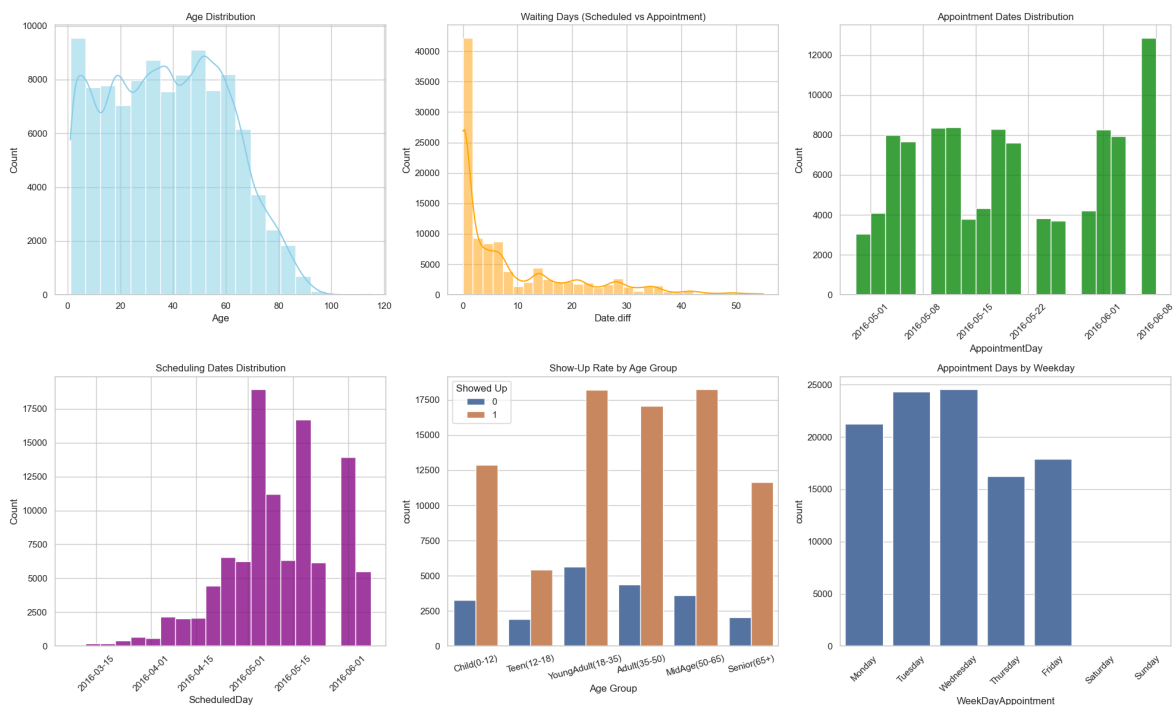 Age Distribution
10000
8000
6000
4000
2000
0
Count
0 20 40 60 80 100 120
Age
Waiting Days (Scheduled vs Appointment)
40000
35000
30000
25000
20000
15000
10000
5000
0
Count
0 10 20 30 40 50
Date.diff
Appointment Dates Distribution
12000
10000
8000
6000
4000
2000
0
Count
2016-05-01 2016-05-08 2016-05-15 2016-05-22 2016-06-01 2016-06-08
AppointmentDay
Scheduling Dates Distribution
17500
15000
12500
10000
7500
5000
2500
0
Count
2016-03-15 2016-04-01 2016-04-15 2016-05-01 2016-05-15 2016-06-01
ScheduledDay
Show-Up Rate by Age Group
Showed Up
0
1
17500
15000
12500
10000
7500
5000
2500
0
count
Child(0-12) Teen(12-18) YoungAdult(18-35) Adult(35-50) MidAge(50-65) Senior(65+)
Age Group
Appointment Days by Weekday
25000
20000
15000
10000
5000
0
count
Monday Tuesday Wednesday Thursday Friday Saturday Sunday
WeekDayAppointment